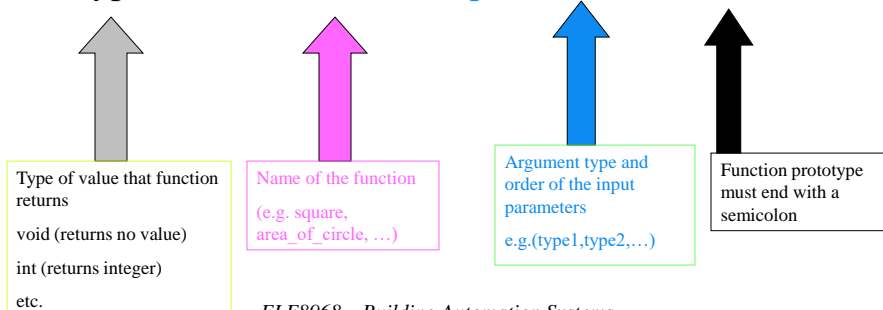 Type of value that function
returns
void (returns no value)
int (returns integer)
etc.
Name of the function
(e.g. square,
area_of_circle, …)
Argument type and
order of the input
parameters
e.g.(type1,type2,…)
Function prototype
must end with a
semicolon